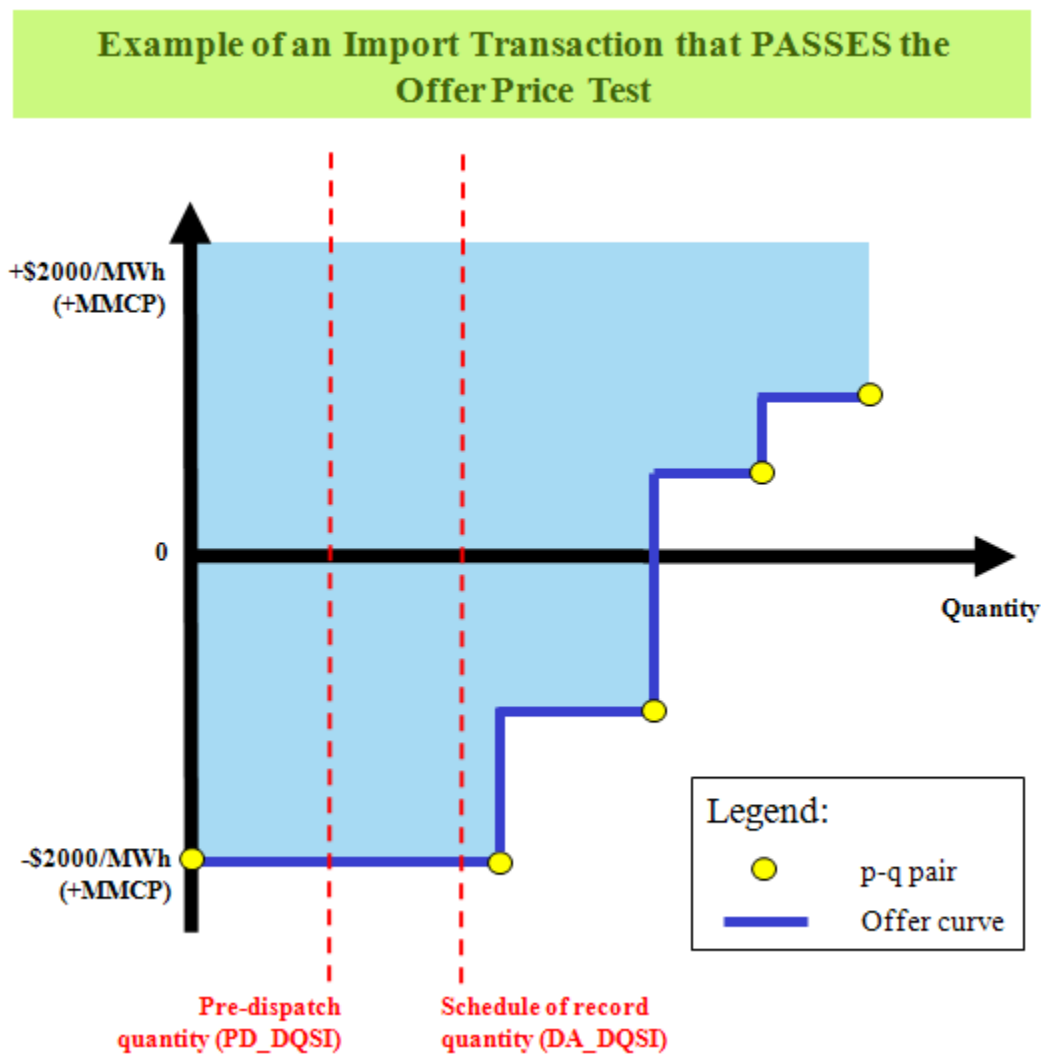 Example of an Import Transaction that PASSES the
Offer Price Test
+$2000/MWh
(+MMCP)
0
Quantity
-$2000/MWh
(+MMCP)
Legend:
p-q pair
Offer curve
Pre-dispatch
quantity (PD_DQSI)
Schedule of record
quantity (DA_DQSI)